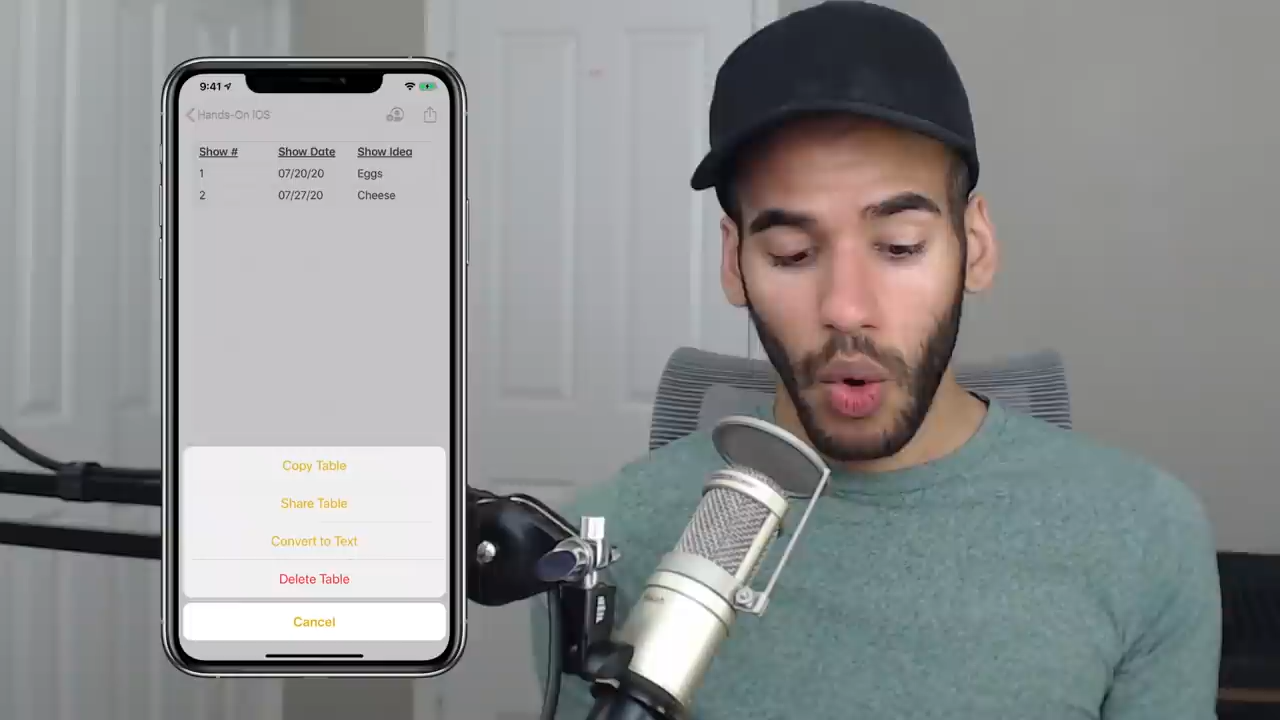 9:41
Hands-On iOS
Show # Show Date Show Idea
1 07/20/20 Eggs
2 07/27/20 Cheese
Copy Table
Share Table
Convert to Text
Delete Table
Cancel